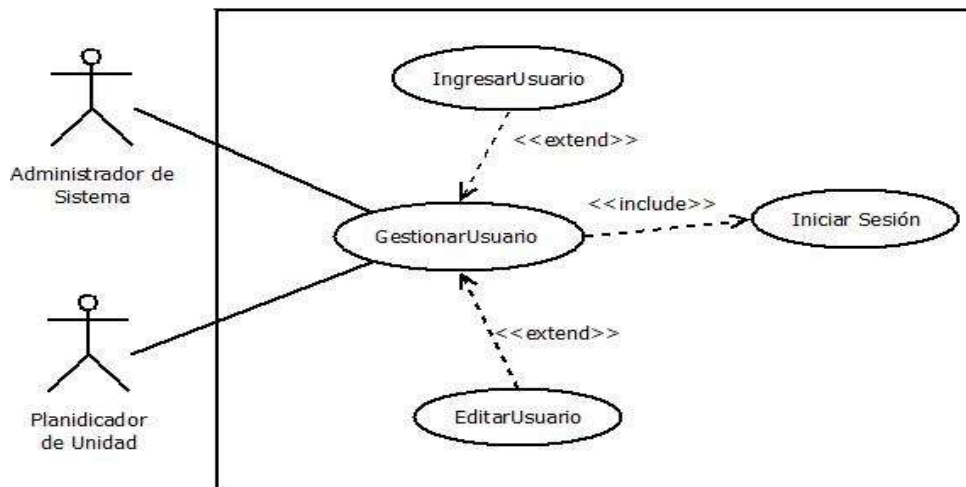 IngresarUsuario
<<extend>>
Administrador de
Sistema
<<include>>
Iniciar Sesión
GestionarUsuario
<<extend>>
Planidicador
de Unidad
EditarUsuario